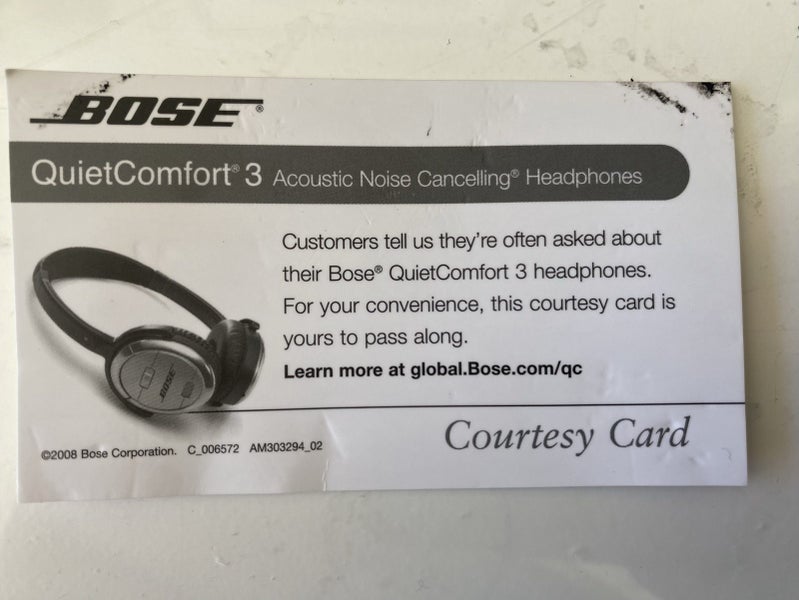 BOSE®
QuietComfort® 3 Acoustic Noise Cancelling® Headphones
Customers tell us they're often asked about
their Bose® QuietComfort 3 headphones.
For your convenience, this courtesy card is
yours to pass along.
Learn more at global.Bose.com/qc
BOSE
Courtesy Card
©2008 Bose Corporation. C_006572 AM303294_02